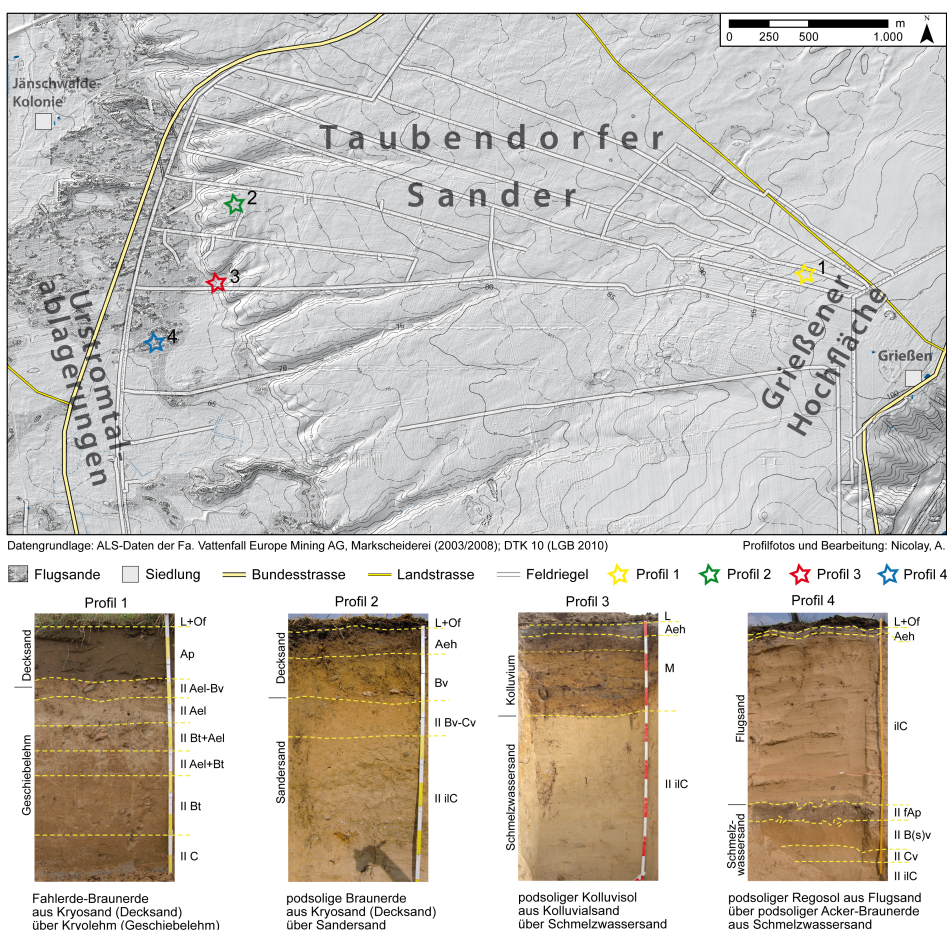 0 250 500 1.000 m
N
Jänschwalde-
Kolonie
Taubendorfer
Sander
2
3
1
4
Urstromtal-
ablagerungen
Grießener
Hochfläche
Grießen
80
75
70
65
85
90
100
Datengrundlage: ALS-Daten der Fa. Vattenfall Europe Mining AG, Markscheiderei (2003/2008); DTK 10 (LGB 2010)
Profilfotos und Bearbeitung: Nicolay, A.
Flugsande Siedlung Bundesstrasse Landstrasse Feldriegel Profil 1 Profil 2 Profil 3 Profil 4
Profil 1
Decksand
Geschiebelehm
L+Of
Ap
II Ael-Bv
II Ael
II Bt+Ael
II Ael+Bt
II Bt
II C
Fahlerde-Braunerde
aus Kryosand (Decksand)
über Kryolehm (Geschiebelehm)
Profil 2
Decksand
Sandersand
L+Of
Aeh
Bv
II Bv-Cv
II ilC
podsolige Braunerde
aus Kryosand (Decksand)
über Sandersand
Profil 3
Kolluvium
Schmelzwassersand
L
Aeh
M
II ilC
podsoliger Kolluvisol
aus Kolluvialsand
über Schmelzwassersand
Profil 4
Flugsand
Schmelz-
wassersand
L+Of
Aeh
ilC
II fAp
II B(s)v
II Cv
II ilC
podsoliger Regosol aus Flugsand
über podsoliger Acker-Braunerde
aus Schmelzwassersand